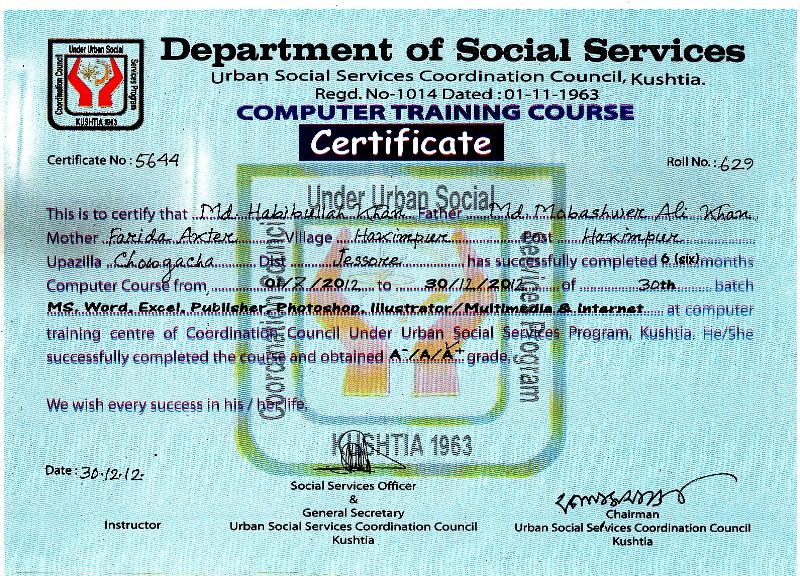 Under Urban Social
Coordination Council
Services Program
KUSHTIA 1963
Department of Social Services
Urban Social Services Coordination Council, Kushtia.
Regd. No-1014 Dated : 01-11-1963
COMPUTER TRAINING COURSE
Certificate
Certificate No : 5644 Roll No. : 629
Under Urban Social
Coordination Council
Services Program
KUSHTIA 1963
This is to certify that Md. Habibullah Khan Father Md. Mobashwer Ali Khan
Mother Farida Axter Village Haximpur Post Haximpur
Upazilla Chowgacha Dist Jessore has successfully completed 6 (six) months
Computer Course from, 01/7/2012 to 30/12/2012 of 30th batch
MS. Word, Excel, Publisher, Photoshop, Illustrator/Multimedia & Internet at computer
training centre of Coordination Council Under Urban Social Services Program, Kushtia. He/She
successfully completed the course and obtained A-/A/A+ grade.
We wish every success in his / her life.
Date : 30.12.12.
Instructor
Social Services Officer
&
General Secretary
Urban Social Services Coordination Council
Kushtia
Chairman
Urban Social Services Coordination Council
Kushtia